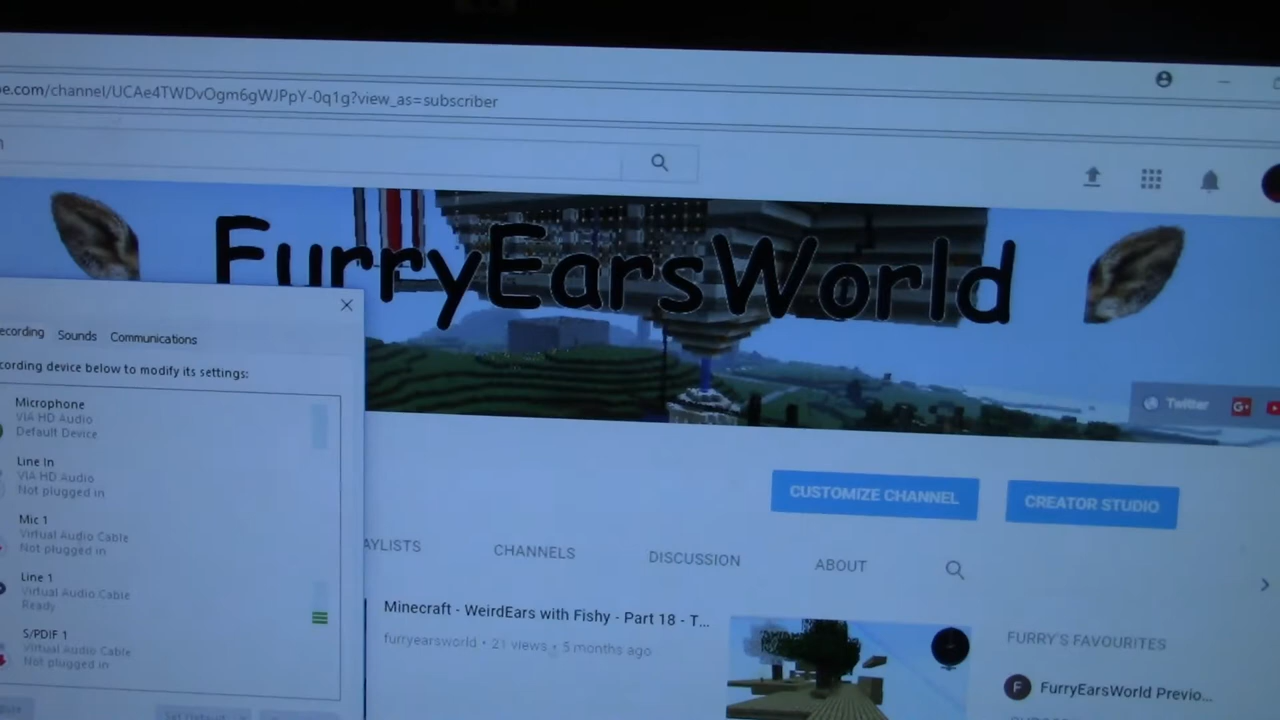 e.com/channel/UCAe4TWDvOgm6gWJPpY-0q1g?view_as=subscriber
FurryEarsWorld
Twitter
ecording Sounds Communications
cording device below to modify its settings:
Microphone
VIA HD Audio
Default Device
Line In
VIA HD Audio
Not plugged in
Mic 1
Virtual Audio Cable
Not plugged in
Line 1
Virtual Audio Cable
Ready
S/PDIF 1
Virtual Audio Cable
Not plugged in
Set Default
CUSTOMIZE CHANNEL
CREATOR STUDIO
AYLISTS CHANNELS DISCUSSION ABOUT
Minecraft - WeirdEars with Fishy - Part 18 - T...
furryearsworld • 21 views • 5 months ago
FURRY'S FAVOURITES
F FurryEarsWorld Previo...